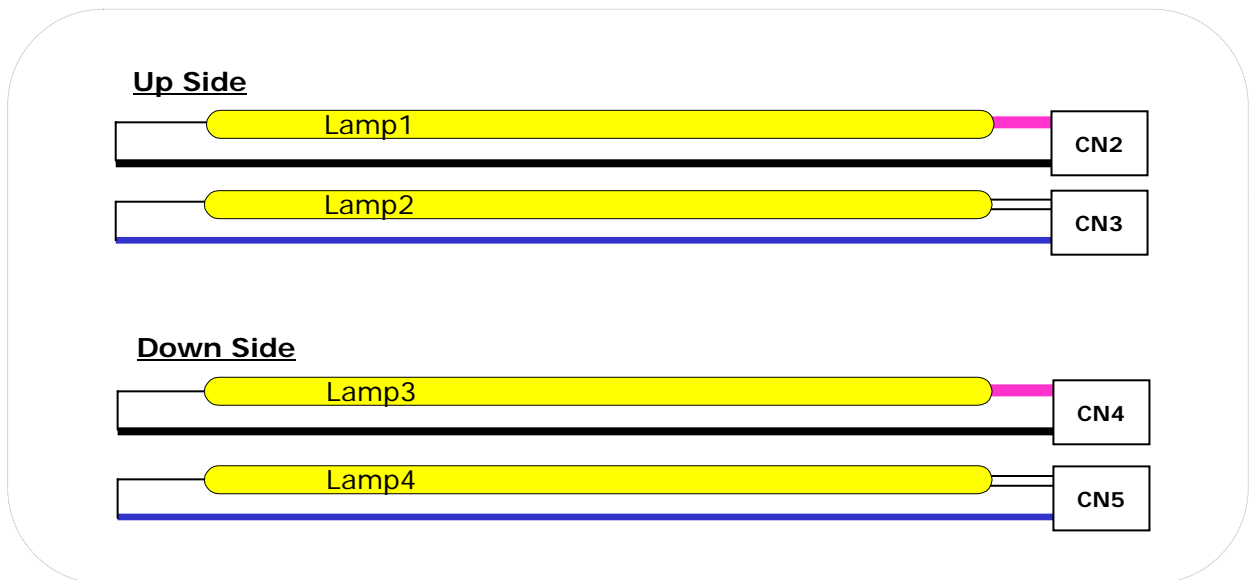 Up Side
Lamp1
CN2
Lamp2
CN3
Down Side
Lamp3
CN4
Lamp4
CN5